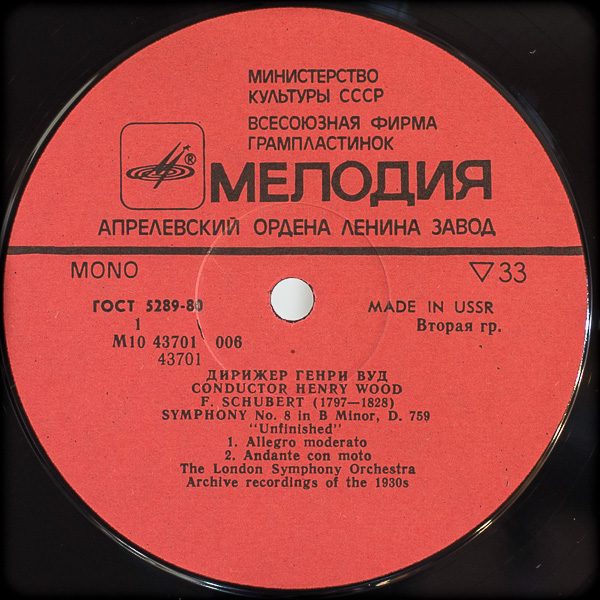 МИНИСТЕРСТВО
КУЛЬТУРЫ СССР
ВСЕСОЮЗНАЯ ФИРМА
ГРАМПЛАСТИНОК
®
МЕЛОДИЯ
АПРЕЛЕВСКИЙ ОРДЕНА ЛЕНИНА ЗАВОД
MONO
▽33
ГОСТ 5289-80
MADE IN USSR
1
Вторая гр.
М10 43701 006
43701
ДИРИЖЕР ГЕНРИ ВУД
CONDUCTOR HENRY WOOD
F. SCHUBERT (1797—1828)
SYMPHONY No. 8 in B Minor, D. 759
"Unfinished"
1. Allegro moderato
2. Andante con moto
The London Symphony Orchestra
Archive recordings of the 1930s